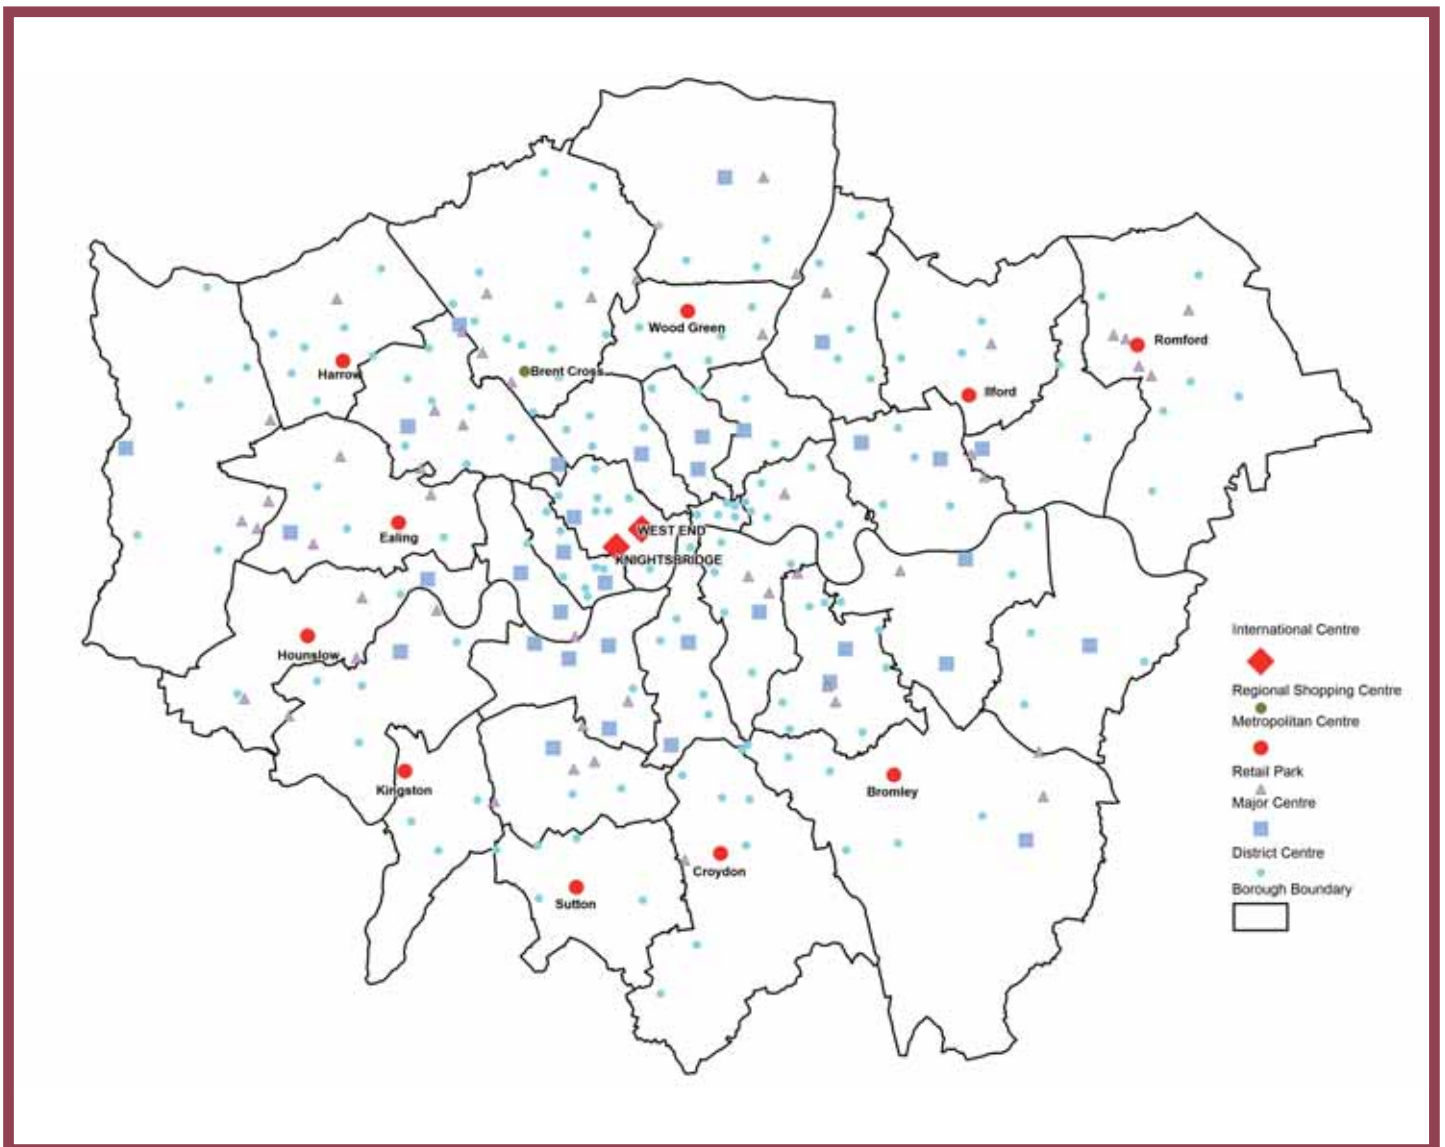 Wood Green
Romford
Harrow
Brent Cross
Ilford
WEST END
Ealing
KNIGHTSBRIDGE
Hounslow
Kingston
Bromley
Croydon
Sutton
International Centre
Regional Shopping Centre
Metropolitan Centre
Retail Park
Major Centre
District Centre
Borough Boundary